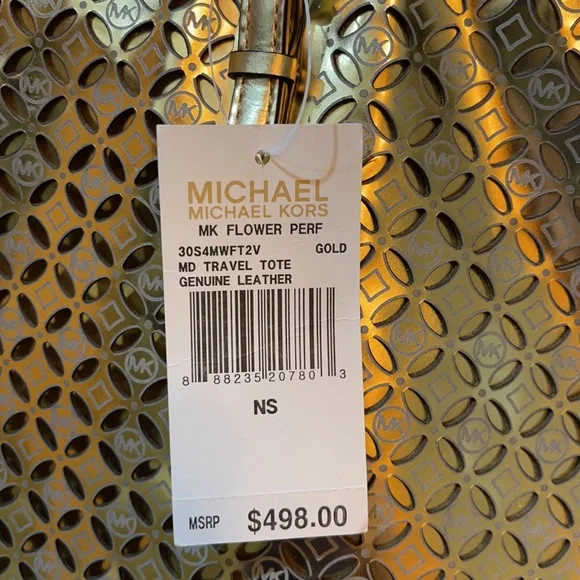 MICHAEL
MICHAEL KORS
MK FLOWER PERF
30S4MWFT2V GOLD
MD TRAVEL TOTE
GENUINE LEATHER
8 88235 20780 3
NS
MSRP $498.00